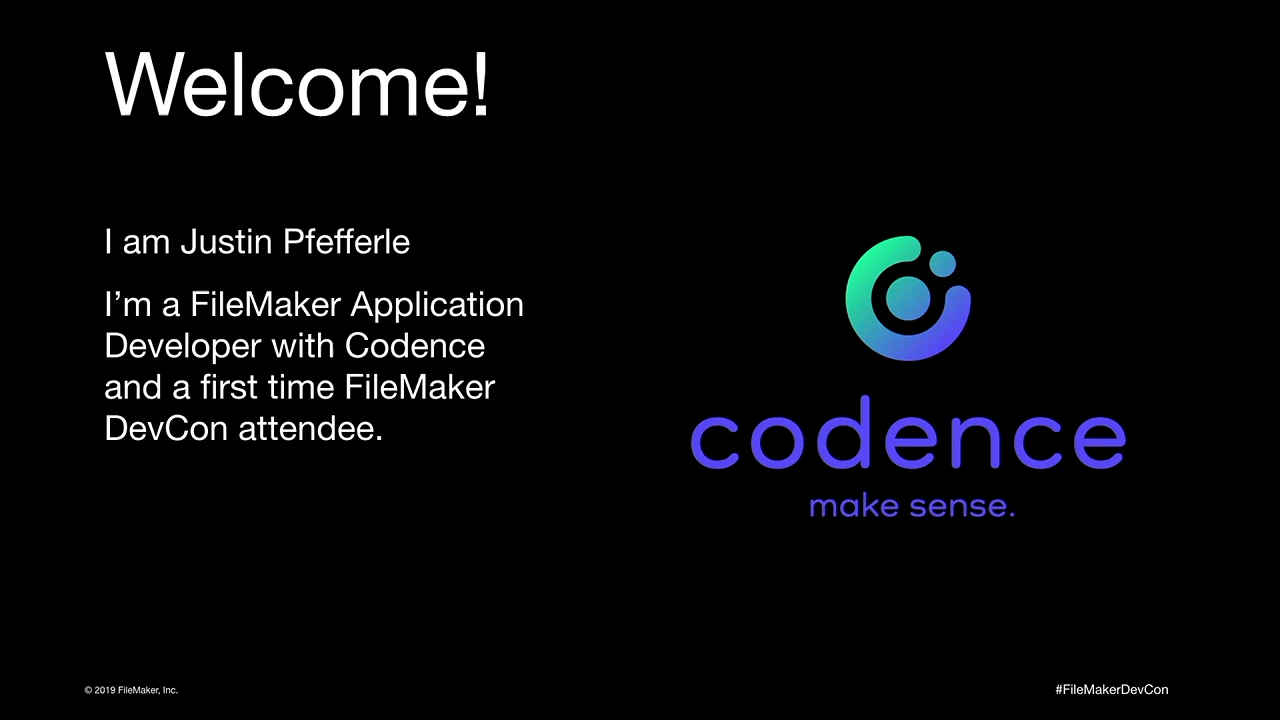 Welcome!
I am Justin Pfefferle
I’m a FileMaker Application
Developer with Codence
and a first time FileMaker
DevCon attendee.
codence
make sense.
© 2019 FileMaker, Inc.
#FileMakerDevCon